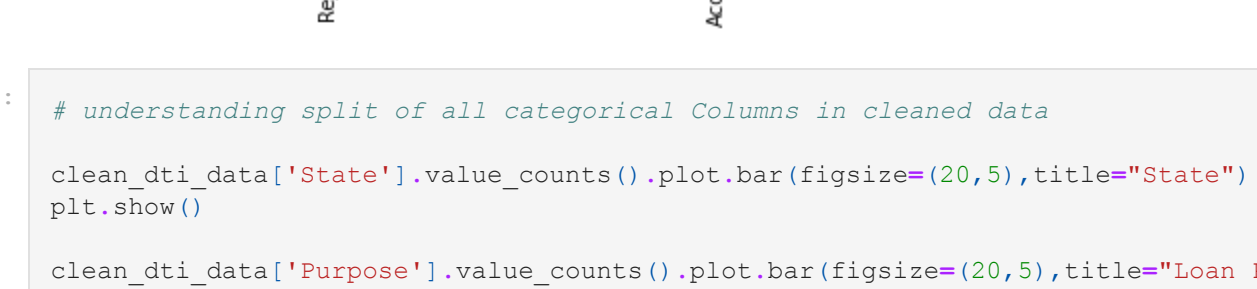 :
# understanding split of all categorical Columns in cleaned data
clean_dti_data['State'].value_counts().plot.bar(figsize=(20,5),title="State")
plt.show()
clean_dti_data['Purpose'].value_counts().plot.bar(figsize=(20,5),title="Loan